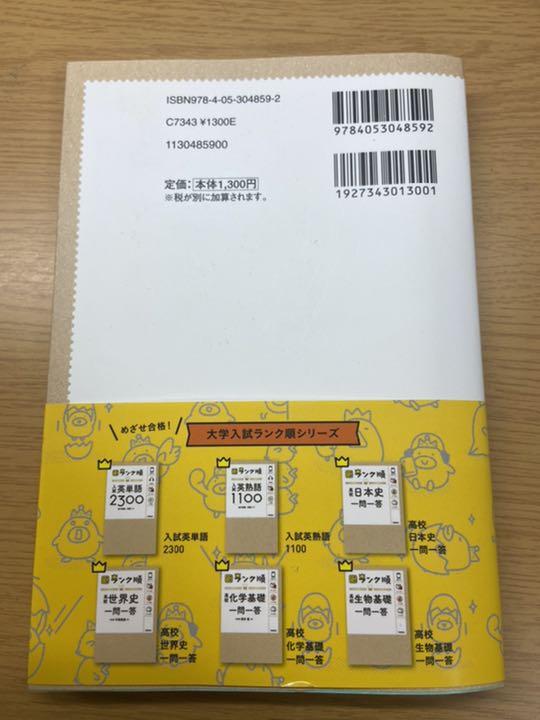 ISBN978-4-05-304859-2
C7343 ¥1300E
1130485900
定価：本体1,300円
※税が別に加算されます。
9784053048592
1927343013001
めざせ合格！
大学入試ランク順シリーズ
ランク順
入試
英単語
2300
入試英単語
2300
ランク順
入試
英熟語
1100
入試英熟語
1100
ランク順
高校
日本史
一問一答
高校
日本史
一問一答
ランク順
高校
世界史
一問一答
高校
世界史
一問一答
ランク順
高校
化学基礎
一問一答
高校
化学基礎
一問一答
ランク順
高校
生物基礎
一問一答
高校
生物基礎
一問一答